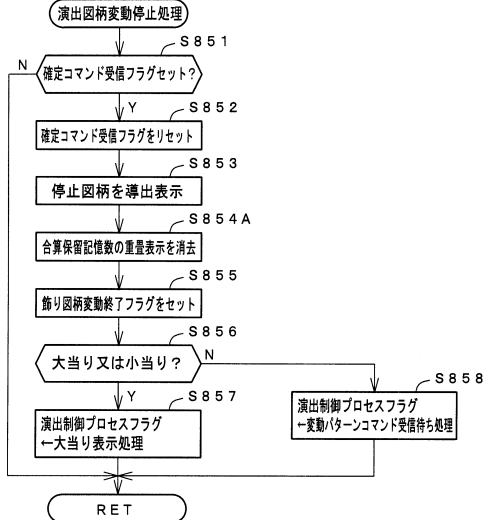 演出図柄変動停止処理
S851
N
確定コマンド受信フラグセット？
Y
S852
確定コマンド受信フラグをリセット
S853
停止図柄を導出表示
S854A
合算保留記憶数の重畳表示を消去
S855
飾り図柄変動終了フラグをセット
S856
大当り又は小当り？
N
Y
S857
演出制御プロセスフラグ
←大当り表示処理
S858
演出制御プロセスフラグ
←変動パターンコマンド受信待ち処理
RET